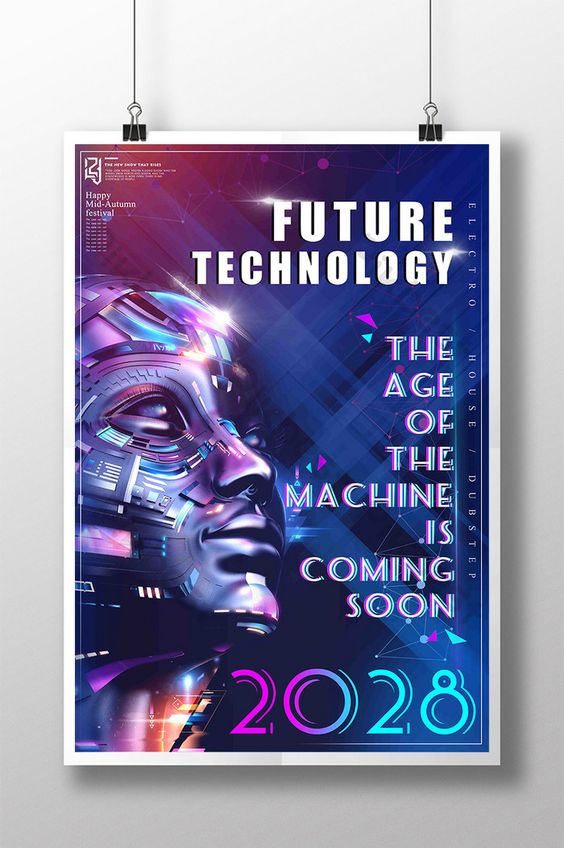 THE NEW SHOW THAT RISES
Happy
Mid-Autumn
festival
FUTURE
TECHNOLOGY
THE
AGE
OF
THE
MACHINE
IS
COMING
SOON
2028
ELECTRO / HOUSE / DUBSTEP